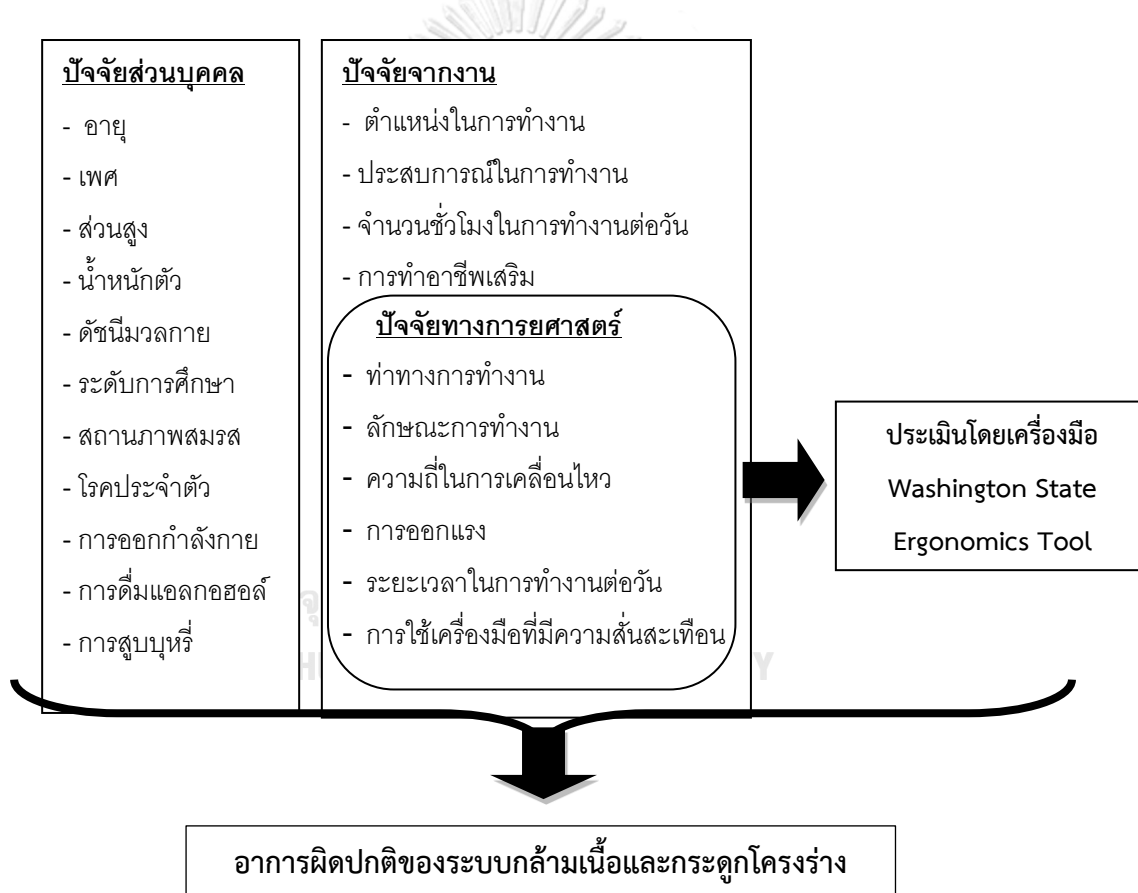 ปัจจัยส่วนบุคคล
- อายุ
- เพศ
- ส่วนสูง
- น้ำหนักตัว
- ดัชนีมวลกาย
- ระดับการศึกษา
- สถานภาพสมรส
- โรคประจำตัว
- การออกกำลังกาย
- การดื่มแอลกอฮอล์
- การสูบบุหรี่
ปัจจัยจากงาน
- ตำแหน่งในการทำงาน
- ประสบการณ์ในการทำงาน
- จำนวนชั่วโมงในการทำงานต่อวัน
- การทำอาชีพเสริม
ปัจจัยทางการยศาสตร์
- ท่าทางการทำงาน
- ลักษณะการทำงาน
- ความถี่ในการเคลื่อนไหว
- การออกแรง
- ระยะเวลาในการทำงานต่อวัน
- การใช้เครื่องมือที่มีความสั่นสะเทือน
ประเมินโดยเครื่องมือ
Washington State
Ergonomics Tool
อาการผิดปกติของระบบกล้ามเนื้อและกระดูกโครงร่าง